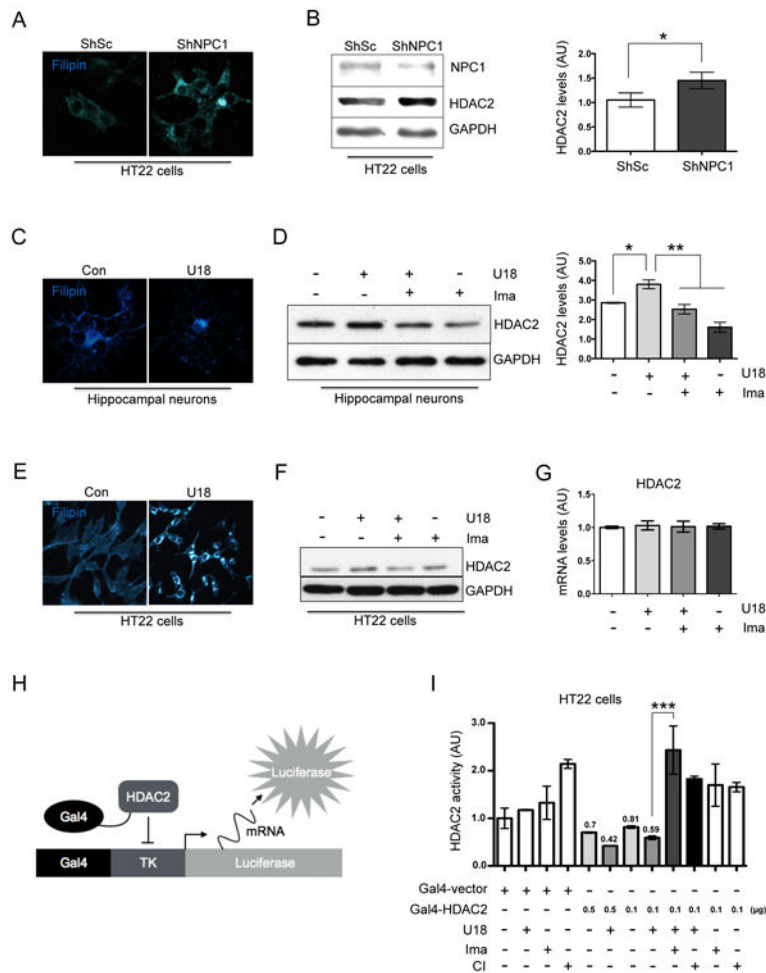 A
ShSc ShNPC1
Filipin
HT22 cells
B
ShSc ShNPC1
NPC1
HDAC2
GAPDH
HT22 cells
HDAC2 levels (AU)
2.0
1.5
1.0
0.5
0.0
*
ShSc ShNPC1
C
Con U18
Filipin
Hippocampal neurons
D
- + + - U18
- - + + Ima
HDAC2
GAPDH
Hippocampal neurons
HDAC2 levels (AU)
5.0
4.0
3.0
2.0
1.0
0.0
* **
- + + - U18
- - + + Ima
E
Con U18
Filipin
HT22 cells
F
- + + - U18
- - + + Ima
HDAC2
GAPDH
HT22 cells
G
HDAC2
mRNA levels (AU)
1.5
1.0
0.5
0.0
- + + - U18
- - + + Ima
H
Gal4 HDAC2 Luciferase
mRNA
Gal4 TK Luciferase
I
HT22 cells
HDAC2 activity (AU)
3.0
2.0
1.0
0.0
***
0.7 0.42 0.81 0.59
Gal4-vector + + + + - - - - - - - -
Gal4-HDAC2 - - - - 0.5 0.5 0.1 0.1 0.1 0.1 0.1 0.1 (µg)
U18 - + - - - + - + + + - -
Ima - - + - - - - - + - + -
CI - - - + - - - - - + - +